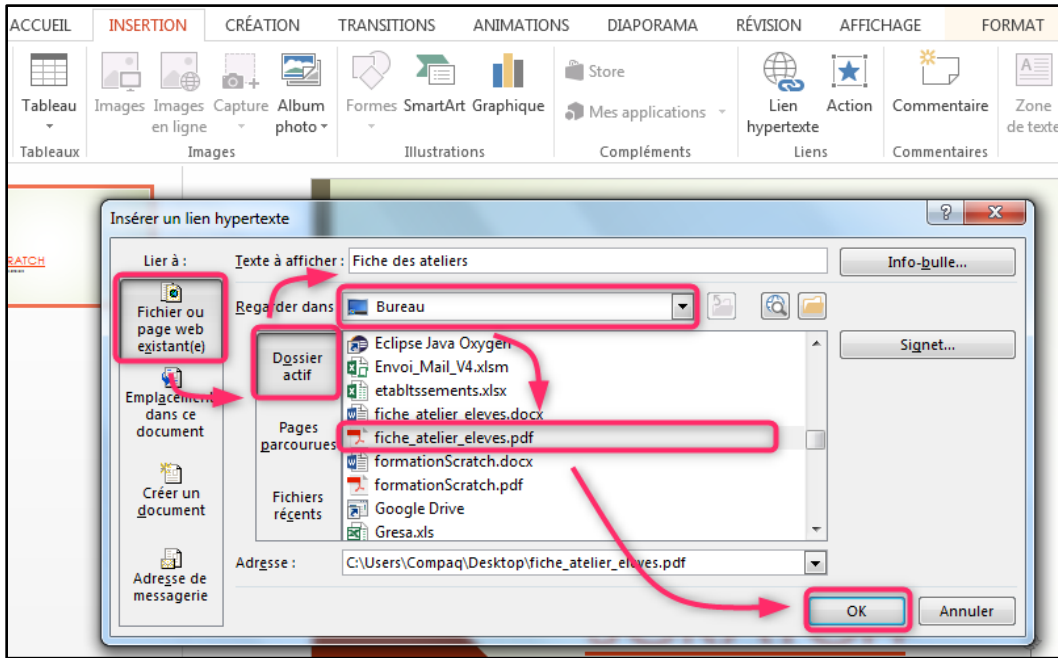 ACCUEIL INSERTION CRÉATION TRANSITIONS ANIMATIONS DIAPORAMA RÉVISION AFFICHAGE FORMAT
Tableau Images Images en ligne Capture Album photo Formes SmartArt Graphique Store Mes applications Lien hypertexte Action Commentaire Zone de texte
Tableaux Images Illustrations Compléments Liens Commentaires
RATCH
Insérer un lien hypertexte
Lier à : Texte à afficher : Fiche des ateliers Info-bulle...
Fichier ou page web existant(e)
Regarder dans Bureau
Dossier actif
Signet...
Eclipse Java Oxygen
Envoi_Mail_V4.xlsm
etabltssements.xlsx
Emplacement dans ce document
fiche_atelier_eleves.docx
Pages parcourues
fiche_atelier_eleves.pdf
formationScratch.docx
formationScratch.pdf
Créer un document
Fichiers récents
Google Drive
Gresa.xls
Adresse de messagerie
Adresse : C:\Users\Compaq\Desktop\fiche_atelier_eleves.pdf
OK Annuler